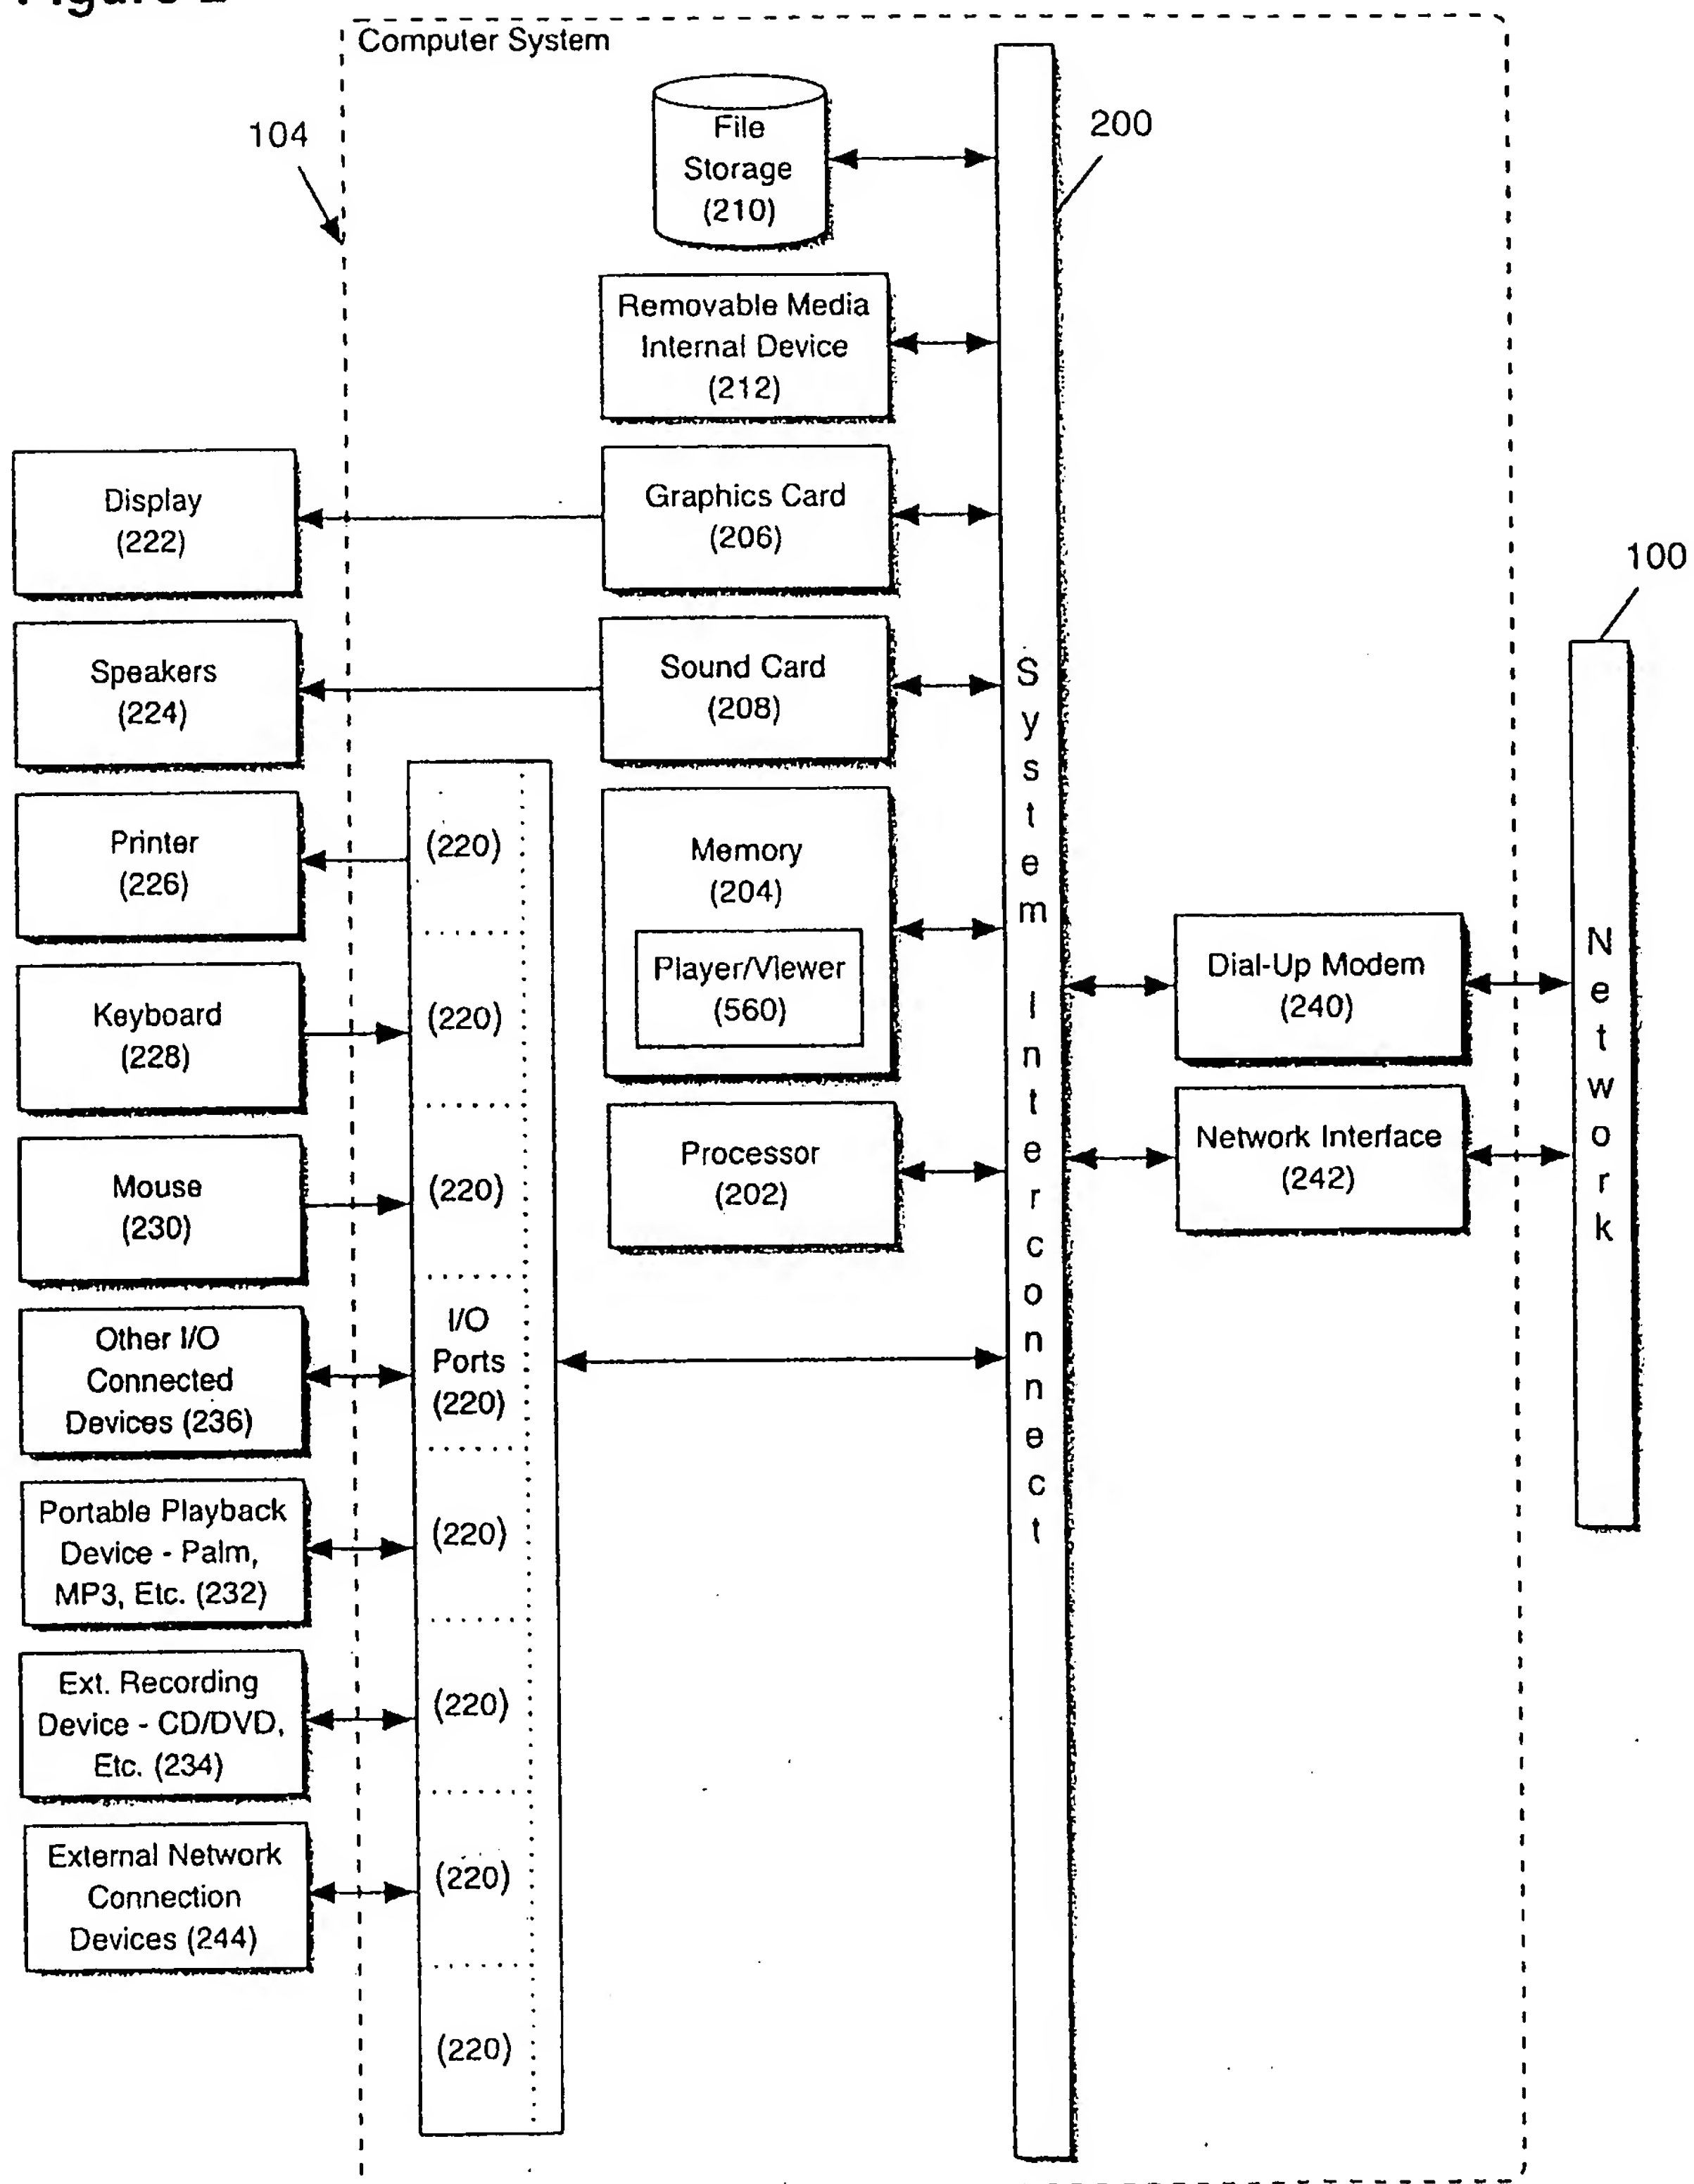 Computer System
104
File
Storage
(210)
200
Removable Media
Internal Device
(212)
Display
(222)
Graphics Card
(206)
100
Speakers
(224)
Sound Card
(208)
System Interconnect
Printer
(226)
(220)
Memory
(204)
Player/Viewer
(560)
Dial-Up Modem
(240)
Network
Keyboard
(228)
(220)
Processor
(202)
Network Interface
(242)
Mouse
(230)
(220)
Other I/O
Connected
Devices (236)
I/O
Ports
(220)
Portable Playback
Device - Palm,
MP3, Etc. (232)
(220)
Ext. Recording
Device - CD/DVD,
Etc. (234)
(220)
External Network
Connection
Devices (244)
(220)
(220)